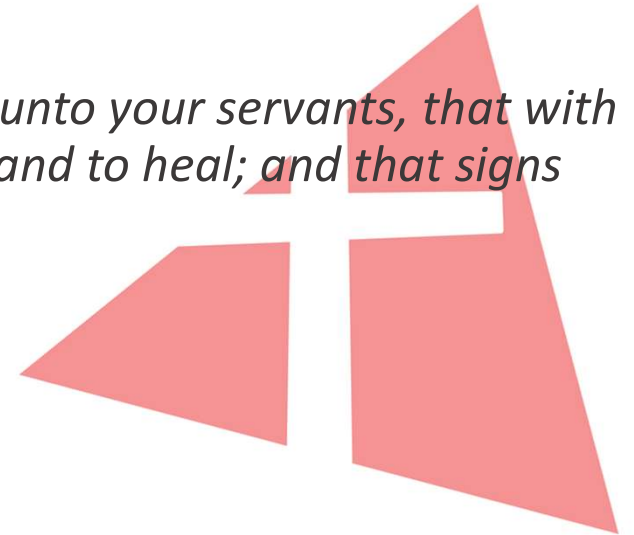 unto your servants, that with
and to heal; and that signs